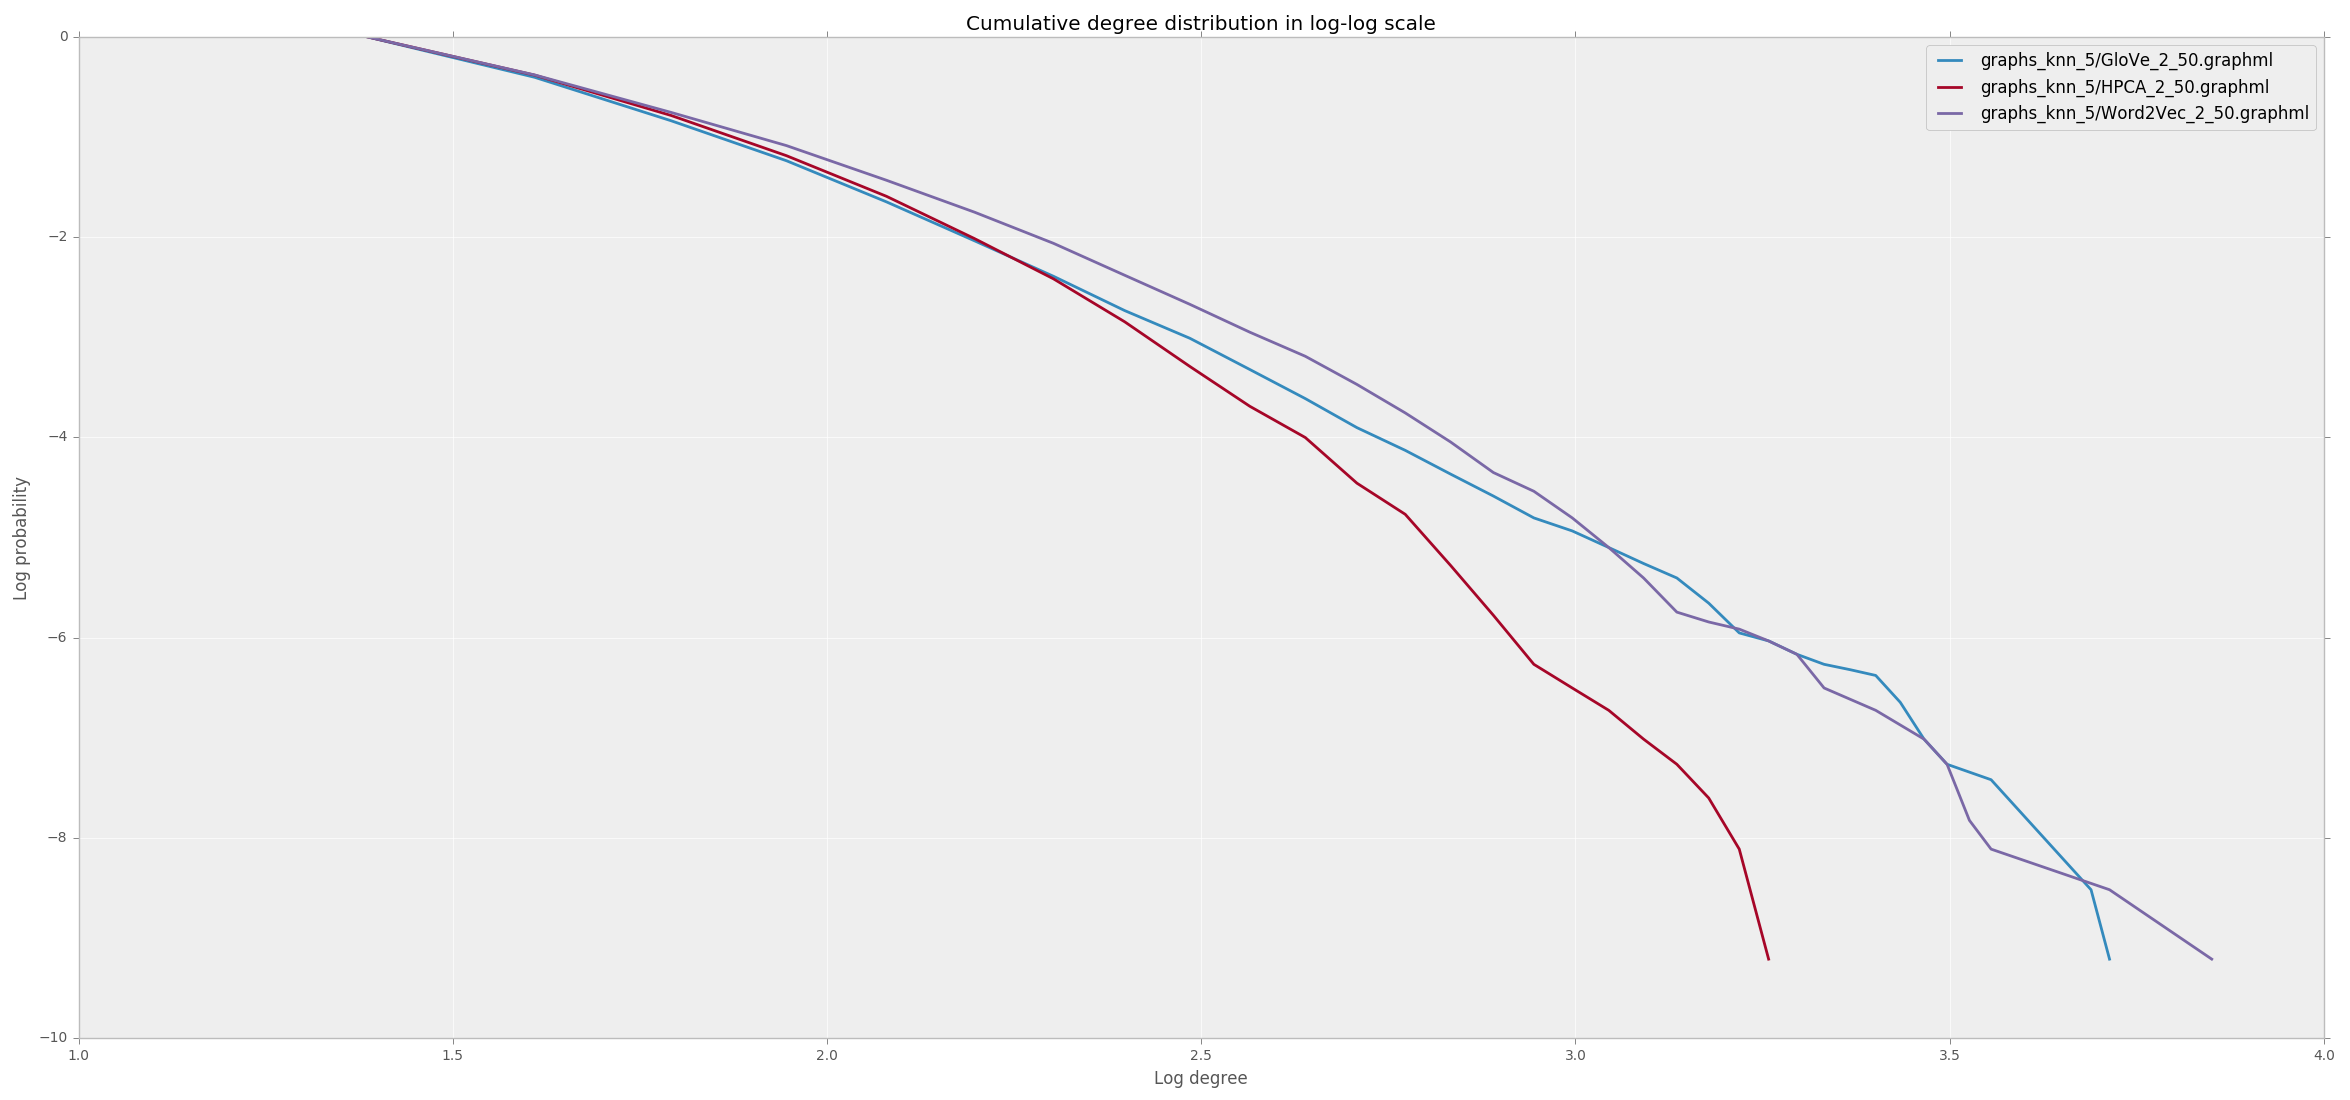 Cumulative degree distribution in log-log scale
graphs_knn_5/GloVe_2_50.graphml
graphs_knn_5/HPCA_2_50.graphml
graphs_knn_5/Word2Vec_2_50.graphml
0
−2
−4
−6
−8
−10
Log probability
1.0 1.5 2.0 2.5 3.0 3.5 4.0
Log degree